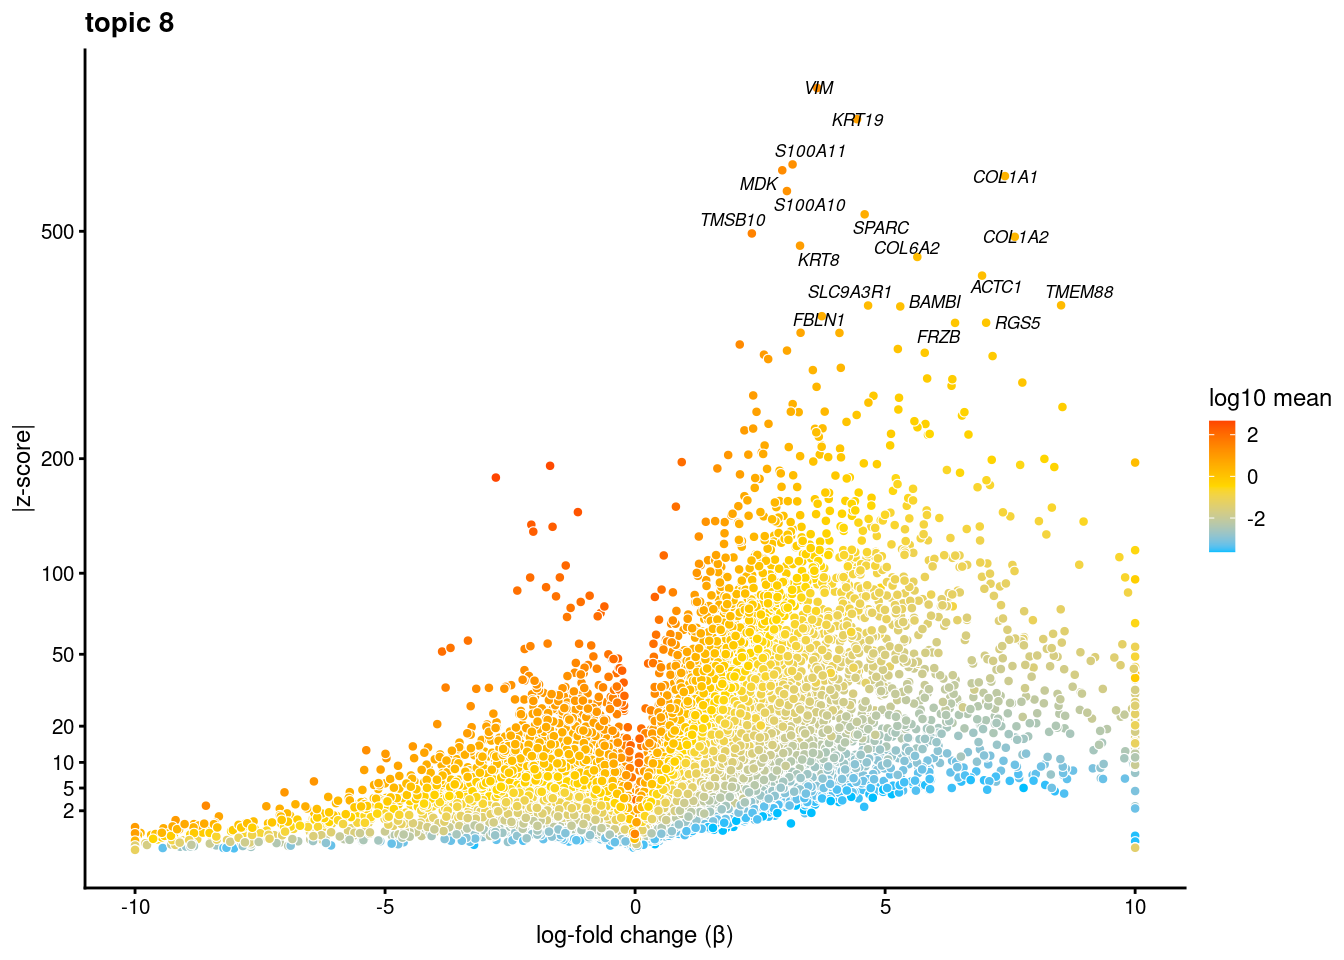 topic 8
VIM
KRT19
S100A11
COL1A1
MDK
S100A10
TMSB10
SPARC
COL1A2
COL6A2
KRT8
ACTC1
SLC9A3R1
TMEM88
BAMBI
FBLN1
RGS5
FRZB
|z-score|
500
200
100
50
20
10
5
2
-10
-5
0
5
10
log-fold change (β)
log10 mean
2
0
-2